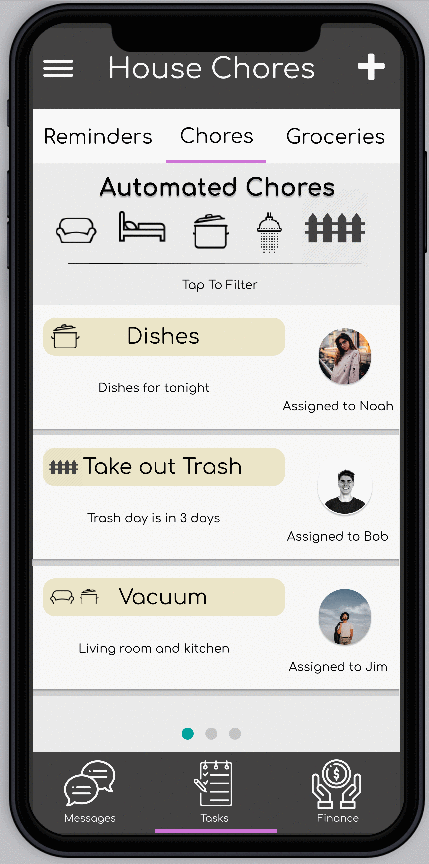 House Chores
Reminders Chores Groceries
Automated Chores
Tap To Filter
Dishes
Dishes for tonight
Assigned to Noah
Take out Trash
Trash day is in 3 days
Assigned to Bob
Vacuum
Living room and kitchen
Assigned to Jim
Messages Tasks Finance